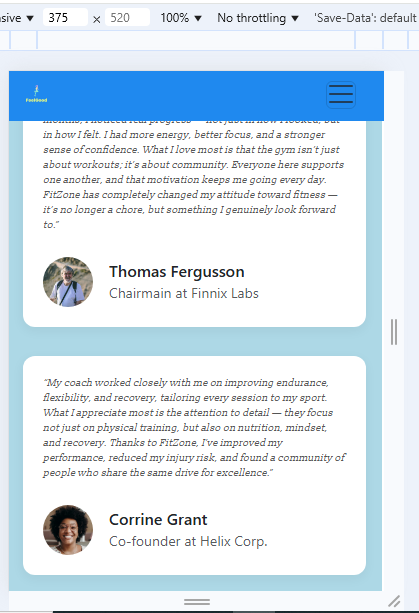 sive ▼ 375 × 520 100% ▼ No throttling ▼ 'Save-Data': default
FeetGood
months, I noticed real progress — not just in how I looked, but
in how I felt. I had more energy, better focus, and a stronger
sense of confidence. What I love most is that the gym isn't just
about workouts; it's about community. Everyone here supports
one another, and that motivation keeps me going every day.
FitZone has completely changed my attitude toward fitness —
it's no longer a chore, but something I genuinely look forward
to."
Thomas Fergusson
Chairmain at Finnix Labs
"My coach worked closely with me on improving endurance,
flexibility, and recovery, tailoring every session to my sport.
What I appreciate most is the attention to detail — they focus
not just on physical training, but also on nutrition, mindset,
and recovery. Thanks to FitZone, I've improved my
performance, reduced my injury risk, and found a community of
people who share the same drive for excellence."
Corrine Grant
Co-founder at Helix Corp.